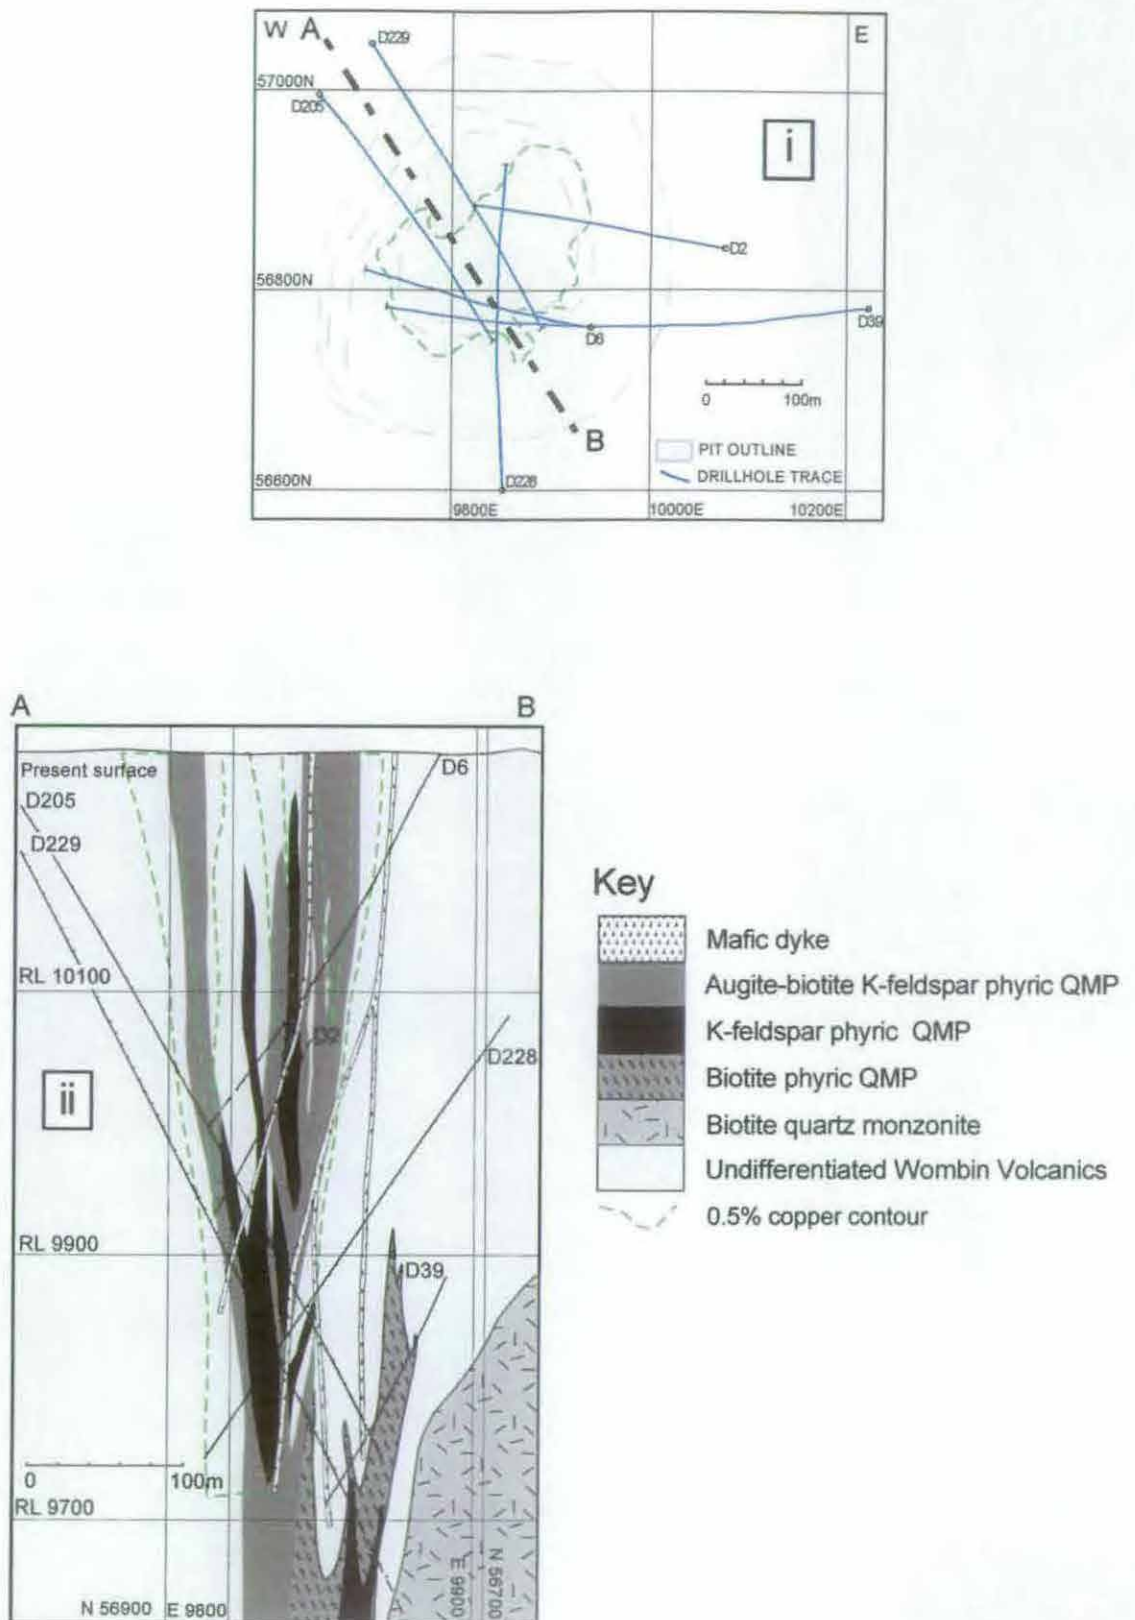 W A
D229
E
57000N
D205
i
D2
56800N
D6
D39
0 100m
B
PIT OUTLINE
DRILLHOLE TRACE
56600N
D228
9800E
10000E
10200E
A B
Present surface
D6
D205
D229
RL 10100
D2
D228
ii
RL 9900
D39
0 100m
RL 9700
N 56900
E 9800
E 9900
N 56700
Key
Mafic dyke
Augite-biotite K-feldspar phyric QMP
K-feldspar phyric QMP
Biotite phyric QMP
Biotite quartz monzonite
Undifferentiated Wombin Volcanics
0.5% copper contour